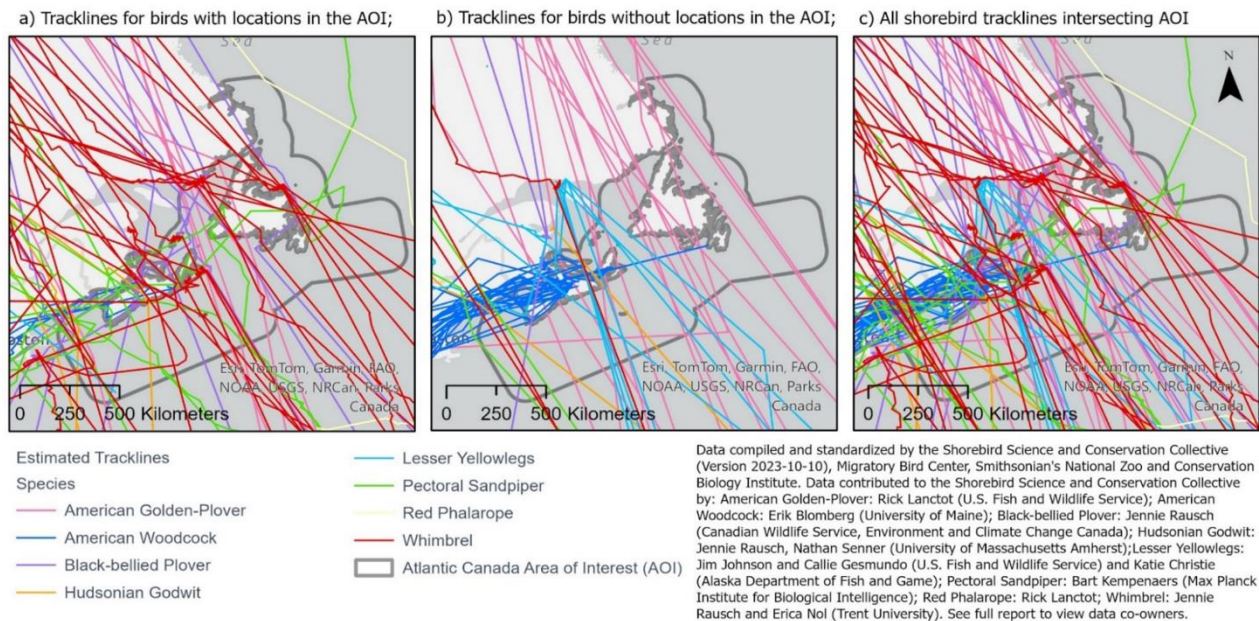 a) Tracklines for birds with locations in the AOI;
b) Tracklines for birds without locations in the AOI;
c) All shorebird tracklines intersecting AOI
Sea
oston
Esri, TomTom, Garmin, FAO,
NOAA, USGS, NRCan, Parks
Canada
0 250 500 Kilometers
Sea
ton
Esri, TomTom, Garmin, FAO,
NOAA, USGS, NRCan, Parks
Canada
0 250 500 Kilometers
Sea
N
Esri, TomTom, Garmin, FAO,
NOAA, USGS, NRCan, Parks
Canada
0 250 500 Kilometers
Estimated Tracklines
Species
American Golden-Plover
American Woodcock
Black-bellied Plover
Hudsonian Godwit
Lesser Yellowlegs
Pectoral Sandpiper
Red Phalarope
Whimbrel
Atlantic Canada Area of Interest (AOI)
Data compiled and standardized by the Shorebird Science and Conservation Collective
(Version 2023-10-10), Migratory Bird Center, Smithsonian's National Zoo and Conservation
Biology Institute. Data contributed to the Shorebird Science and Conservation Collective
by: American Golden-Plover: Rick Lanctot (U.S. Fish and Wildlife Service); American
Woodcock: Erik Blomberg (University of Maine); Black-bellied Plover: Jennie Rausch
(Canadian Wildlife Service, Environment and Climate Change Canada); Hudsonian Godwit:
Jennie Rausch, Nathan Senner (University of Massachusetts Amherst);Lesser Yellowlegs:
Jim Johnson and Callie Gesmundo (U.S. Fish and Wildlife Service) and Katie Christie
(Alaska Department of Fish and Game); Pectoral Sandpiper: Bart Kempenaers (Max Planck
Institute for Biological Intelligence); Red Phalarope: Rick Lanctot; Whimbrel: Jennie
Rausch and Erica Nol (Trent University). See full report to view data co-owners.